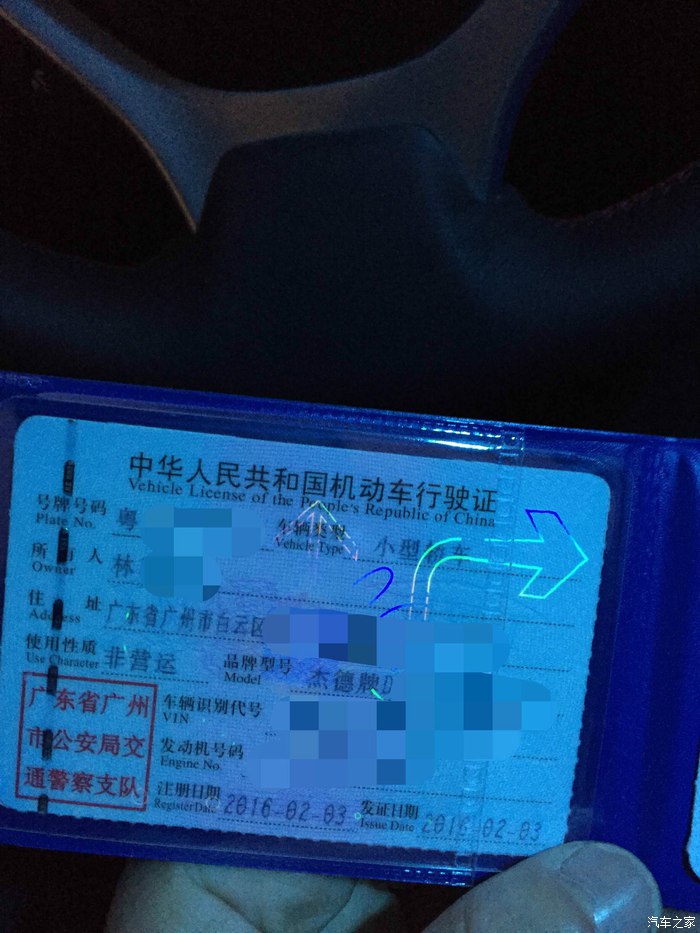 中华人民共和国机动车行驶证
Vehicle License of the People's Republic of China
号牌号码 粤 车辆类型 小型轿车
Plate No. Vehicle Type
所有人 林
Owner
住址 广东省广州市白云区
Address
使用性质 非营运 品牌型号 杰德牌D
Use Character Model
广东省广州
市公安局交
通警察支队
车辆识别代号
VIN
发动机号码
Engine No.
注册日期 2016-02-03 发证日期 2016-02-03
Register Date Issue Date
汽车之家